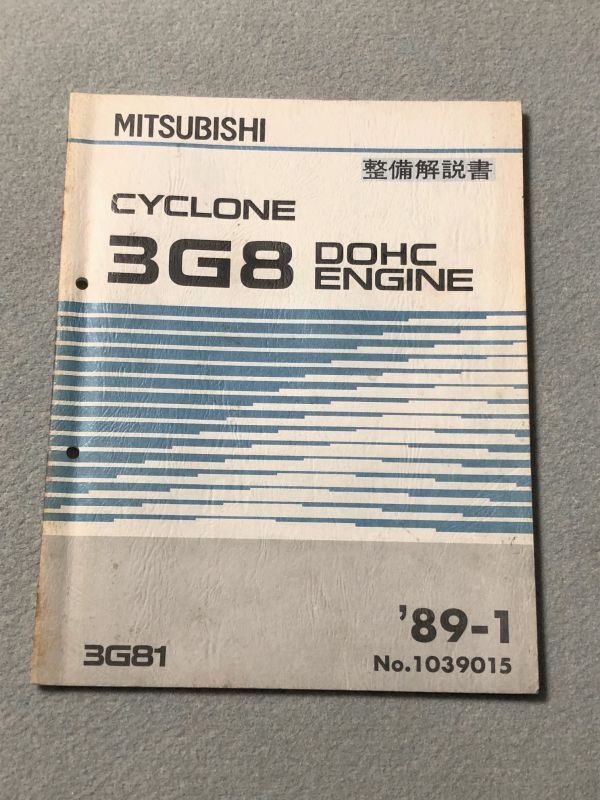 MITSUBISHI
整備解説書
CYCLONE
3G8 DOHC ENGINE
'89-1
3G81
No.1039015